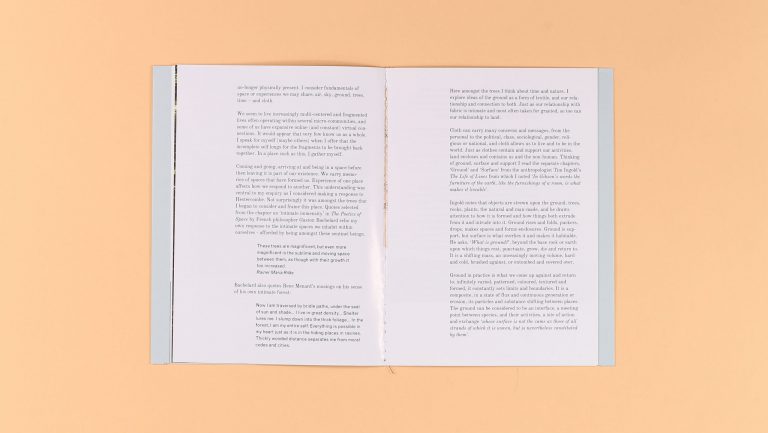 no-longer physically present. I consider fundamentals of
space or experiences we may share: air, sky, ground, trees,
time – and cloth.
We seem to live increasingly multi-centered and fragmented
lives often operating within several micro communities, and
some of us have expansive online (and constant) virtual con-
nections. It would appear that very few know us as a whole.
I speak for myself (maybe others) when I offer that the
incomplete self longs for the fragments to be brought back
together. In a place such as this, I gather myself.
Coming and going, arriving at and being in a space before
then leaving it is part of our existence. We carry memo-
ries of spaces that have formed us. Experience of one place
affects how we respond to another. This understanding was
central to my enquiry as I considered making a response to
Hestercombe. Not surprisingly it was amongst the trees that
I began to consider and frame this place. Quotes selected
from the chapter on 'intimate immensity' in The Poetics of
Space by French philosopher Gaston Bachelard echo my
own response to the intimate spaces we inhabit within
ourselves - afforded by being amongst these sentinel beings.
These trees are magnificent, but even more
magnificent is the sublime and moving space
between them, as though with their growth it
too increased.
Rainer Maria Rilke
Bachelard also quotes Rene Menard's musings on his sense
of his own intimate forest:
Now I am traversed by bridle paths, under the seal
of sun and shade... I live in great density... Shelter
lures me. I slump down into the thick foliage... In the
forest, I am my entire self. Everything is possible in
my heart just as it is in the hiding places in ravines.
Thickly wooded distance separates me from moral
codes and cities.
Here amongst the trees I think about time and nature. I
explore ideas of the ground as a form of textile, and our rela-
tionship and connection to both. Just as our relationship with
fabric is intimate and most often taken for granted, so too can
our relationship to land.
Cloth can carry many concerns and messages, from the
personal to the political, class, sociological, gender, reli-
gious or national, and cloth allows us to live and to be in the
world. Just as clothes contain and support our activities,
land encloses and contains us and the non human. Thinking
of ground, surface and support I read the separate chapters,
'Ground' and 'Surface' from the anthropologist Tim Ingold's
The Life of Lines from which I noted 'In Gibson's words the
furniture of the earth, like the furnishings of a room, is what
makes it liveable'.
Ingold notes that objects are strewn upon the ground, trees,
rocks, plants, the natural and man made, and he draws
attention to how it is formed and how things both extrude
from it and intrude into it. Ground rises and folds, pockets,
drops, makes spaces and forms enclosures. Ground is sup-
port, but surface is what overlies it and makes it habitable.
He asks, 'What is ground?', beyond the base rock or earth
upon which things rest, punctuate, grow, die and return to.
It is a shifting mass, an increasingly moving volume, hard
and cold, brushed against, or entombed and covered over.
Ground in practice is what we come up against and return
to, infinitely varied, patterned, coloured, textured and
formed, it constantly sets limits and boundaries. It is a
composite, in a state of flux and continuous generation or
erosion, its particles and substance shifting between places.
The ground can be considered to be an interface, a meeting
point between species, and their activities, a site of action
and exchange 'whose surface is not the same as those of all
strands of which it is woven, but is nevertheless constituted
by them'.